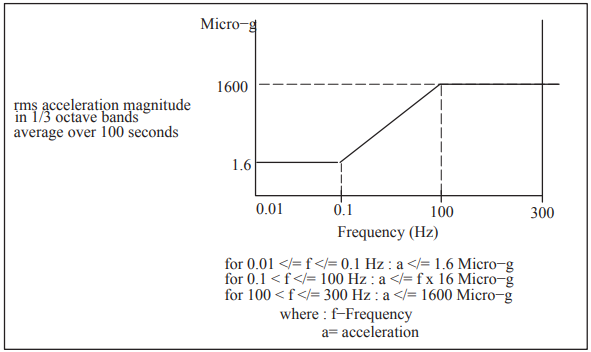 Micro−g
1600
rms acceleration magnitude
in 1/3 octave bands
average over 100 seconds
1.6
0.01 0.1 100 300
Frequency (Hz)
for 0.01 </= f </= 0.1 Hz : a </= 1.6 Micro−g
for 0.1 < f </= 100 Hz : a </= f x 16 Micro−g
for 100 < f </= 300 Hz : a </= 1600 Micro−g
where : f−Frequency
a= acceleration